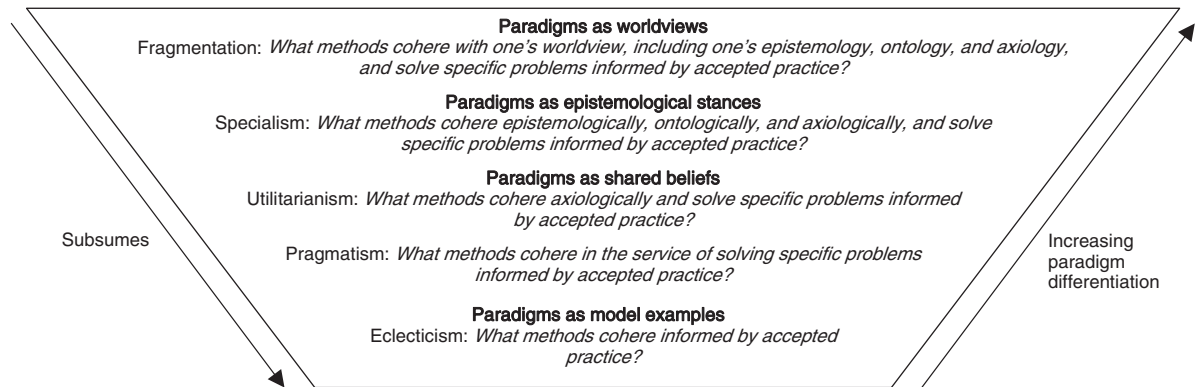 Paradigms as worldviews
Fragmentation: What methods cohere with one's worldview, including one's epistemology, ontology, and axiology,
and solve specific problems informed by accepted practice?
Paradigms as epistemological stances
Specialism: What methods cohere epistemologically, ontologically, and axiologically, and solve
specific problems informed by accepted practice?
Paradigms as shared beliefs
Utilitarianism: What methods cohere axiologically and solve specific problems informed
by accepted practice?
Subsumes
Pragmatism: What methods cohere in the service of solving specific problems
informed by accepted practice?
Increasing
paradigm
differentiation
Paradigms as model examples
Eclecticism: What methods cohere informed by accepted
practice?